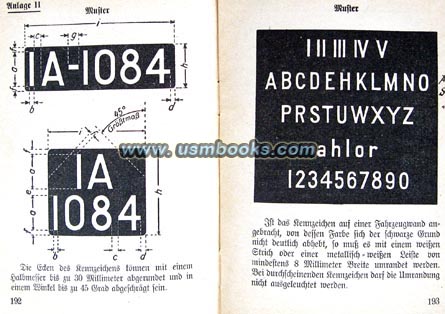 Anlage 11
Muster
i
c g
IA-1084
f a f
h
b d
45°
Größtmaß
IA
1084
f a e a f
h
b c d
Die Ecken des Kennzeichens können mit einem
Halbmesser bis zu 30 Millimeter abgerundet und in
einem Winkel bis zu 45 Grad abgeschrägt sein.
192
www.usmbooks.com
Muster
I II III IV V
ABCDEHKLMNO
PRSTUWXYZ
ahlor
1234567890
Ist das Kennzeichen auf einer Fahrzeugwand an-
gebracht, von dessen Farbe sich der schwarze Grund
nicht deutlich abhebt, so muß es mit einem weißen
Strich oder einer metallisch-weißen Leiste von
mindestens 8 Millimeter Breite umrandet werden.
Bei durchscheinenden Kennzeichen darf die Umrandung
nicht ausgeleuchtet werden.
193